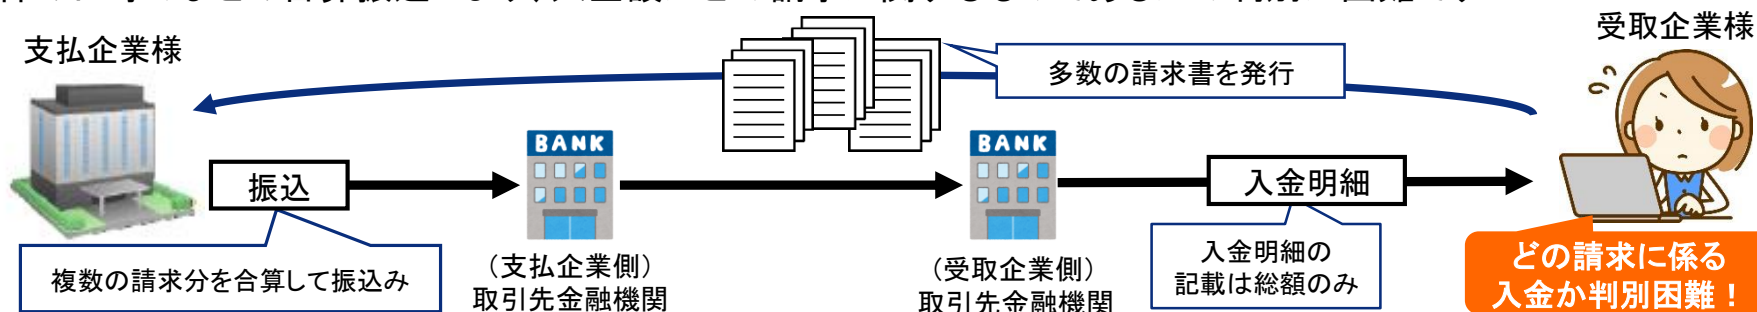 支払企業様
受取企業様
多数の請求書を発行
BANK
BANK
振込
入金明細
複数の請求分を合算して振込み
（支払企業側）
取引先金融機関
（受取企業側）
取引先金融機関
入金明細の
記載は総額のみ
どの請求に係る
入金か判別困難！